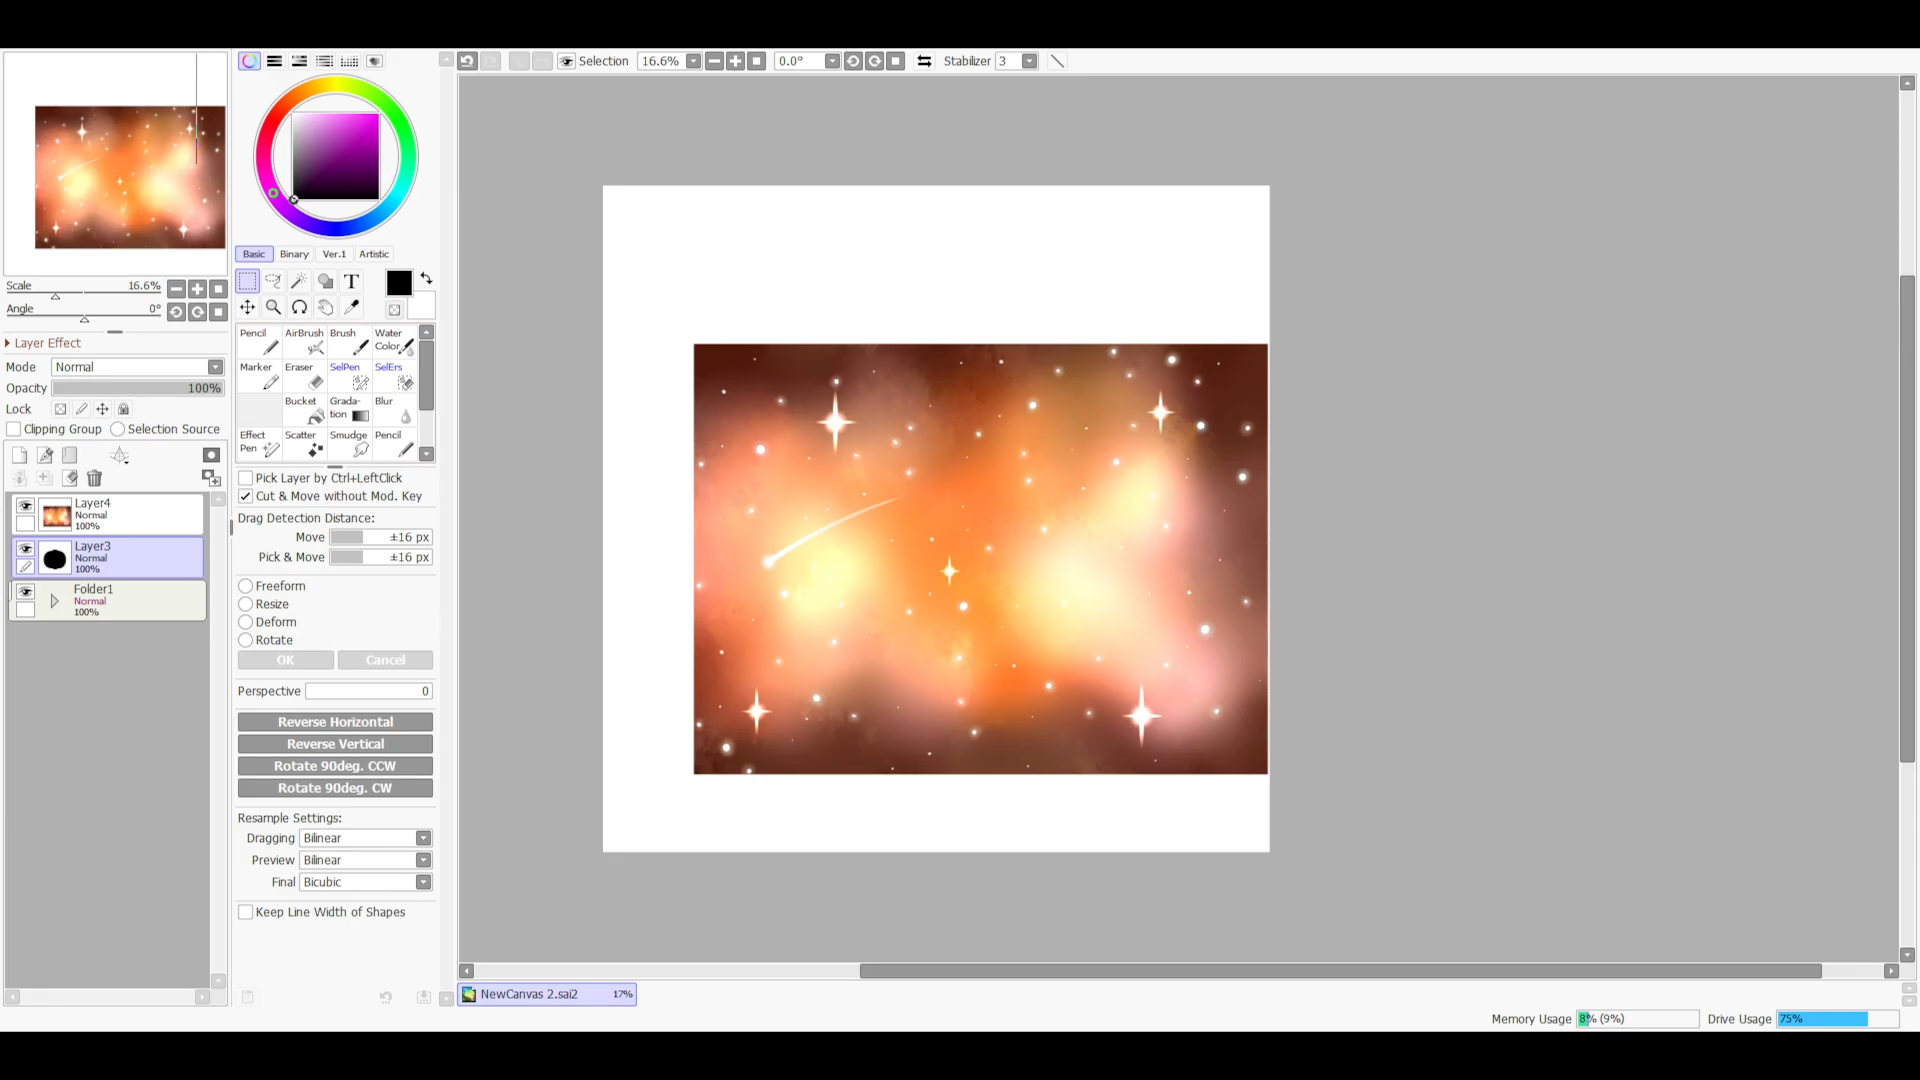 Selection 16.6% 0.0° Stabilizer 3
Scale 16.6%
Angle 0°
Layer Effect
Mode Normal
Opacity 100%
Lock
Clipping Group Selection Source
Layer4
Normal
100%
Layer3
Normal
100%
Folder1
Normal
100%
Basic Binary Ver.1 Artistic
T
Pencil AirBrush Brush Water
Color
Marker Eraser SelPen SelErs
Bucket Grada-
tion Blur
Effect
Pen Scatter Smudge Pencil
Pick Layer by Ctrl+LeftClick
Cut & Move without Mod. Key
Drag Detection Distance:
Move ±16 px
Pick & Move ±16 px
Freeform
Resize
Deform
Rotate
OK Cancel
Perspective 0
Reverse Horizontal
Reverse Vertical
Rotate 90deg. CCW
Rotate 90deg. CW
Resample Settings:
Dragging Bilinear
Preview Bilinear
Final Bicubic
Keep Line Width of Shapes
NewCanvas 2.sai2 17%
Memory Usage 8% (9%) Drive Usage 75%